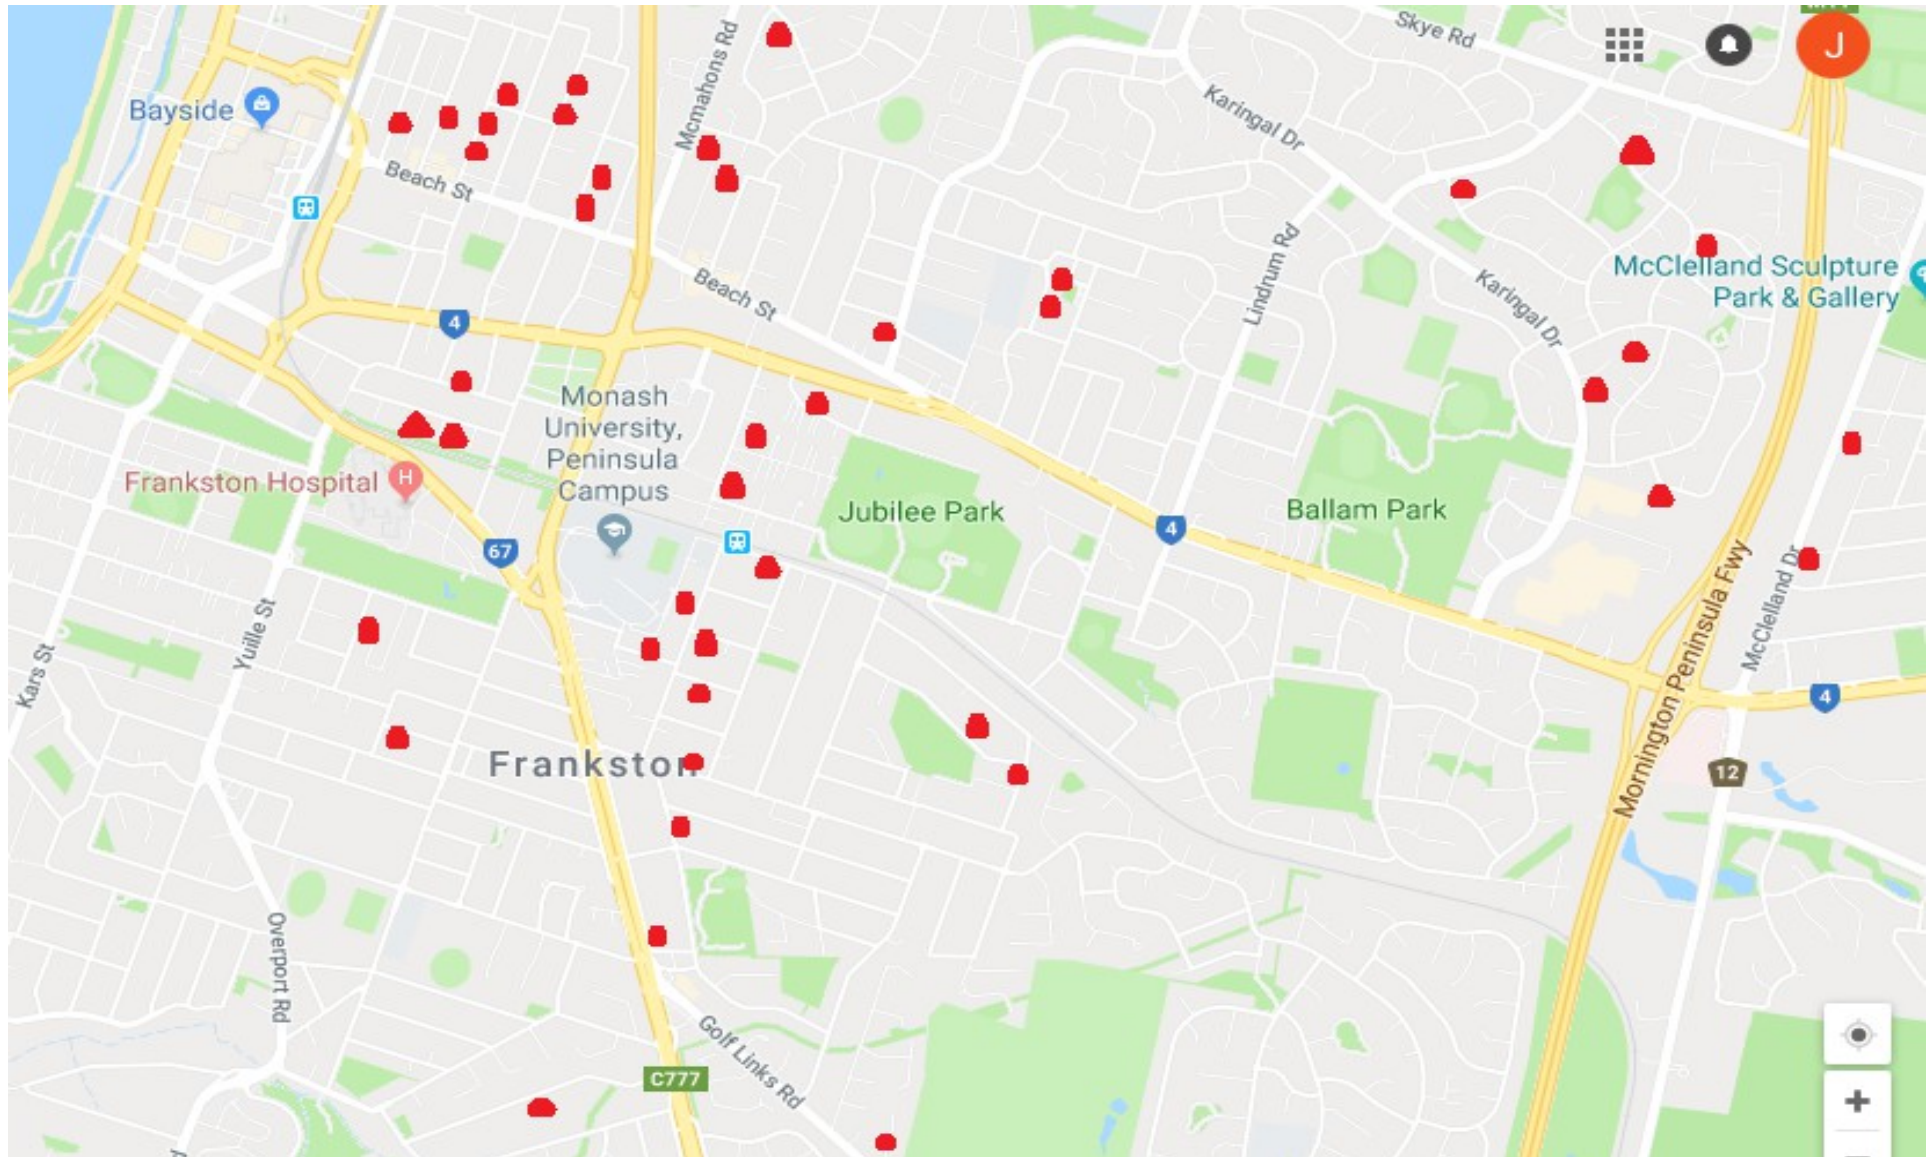 Skye Rd
J
Mcmahons Rd
Bayside
Karingal Dr
Beach St
Lindrum Rd
McClelland Sculpture
Park & Gallery
Karingal Dr
Beach St
4
Monash
University,
Peninsula
Campus
Frankston Hospital
H
Jubilee Park
Ballam Park
4
67
Mornington Peninsula Fwy
McClelland Dr
Yuille St
Kars St
4
12
Frankston
Overport Rd
Golf Links Rd
C777
+